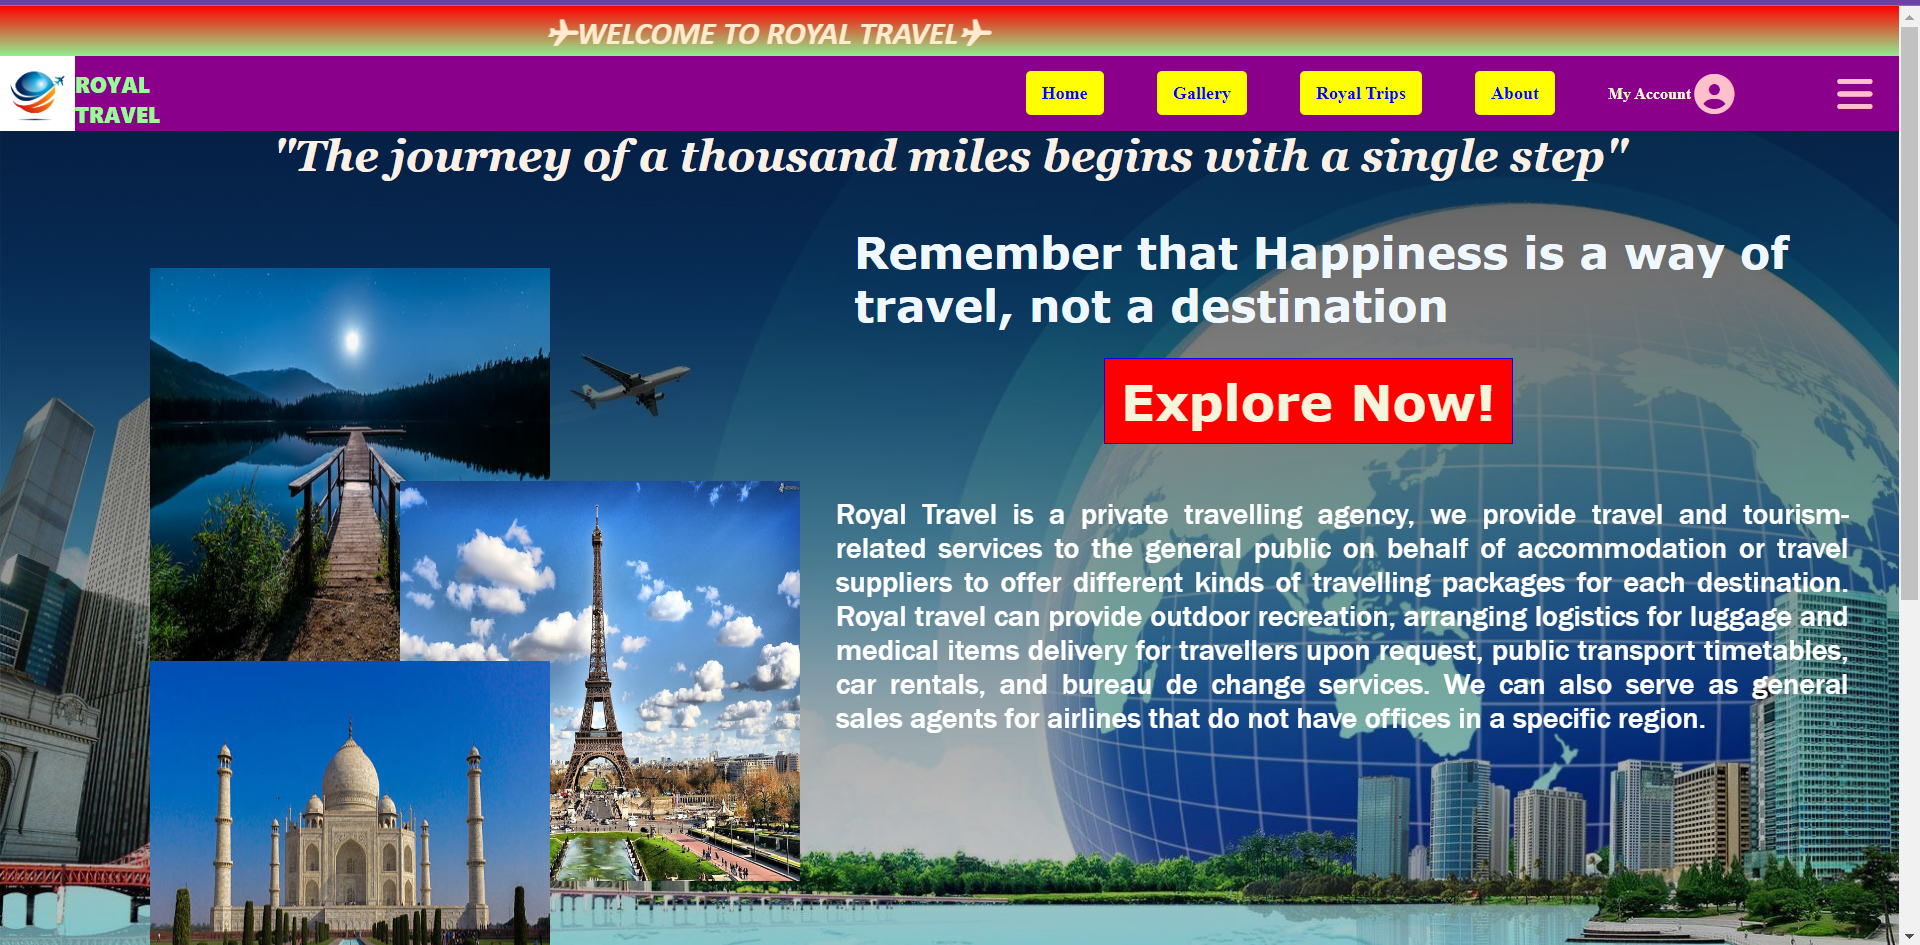 ✈WELCOME TO ROYAL TRAVEL✈
ROYAL
TRAVEL
Home
Gallery
Royal Trips
About
My Account
"The journey of a thousand miles begins with a single step"
Remember that Happiness is a way of
travel, not a destination
Explore Now!
Royal Travel is a private travelling agency, we provide travel and tourism-
related services to the general public on behalf of accommodation or travel
suppliers to offer different kinds of travelling packages for each destination.
Royal travel can provide outdoor recreation, arranging logistics for luggage and
medical items delivery for travellers upon request, public transport timetables,
car rentals, and bureau de change services. We can also serve as general
sales agents for airlines that do not have offices in a specific region.